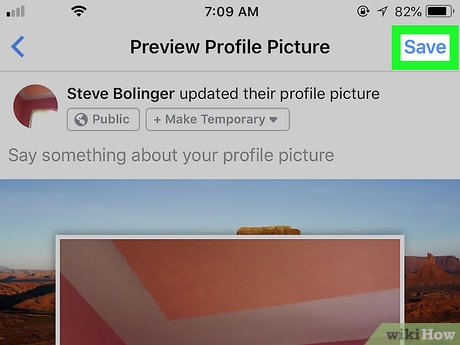 7:09 AM 82%
Preview Profile Picture Save
Steve Bolinger updated their profile picture
Public + Make Temporary
Say something about your profile picture
wikiHow